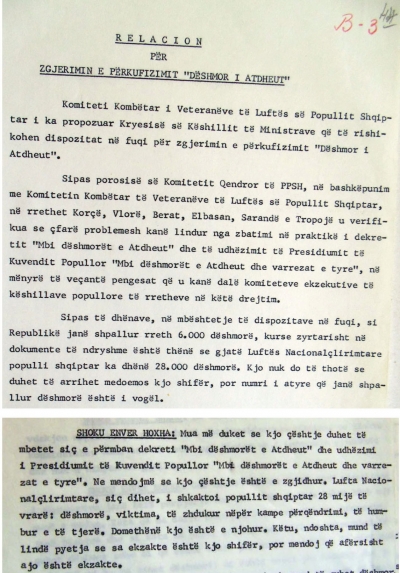 B-3
RELACION
PËR
ZGJERIMIN E PËRKUFIZIMIT "DËSHMOR I ATDHEUT"
Komiteti Kombëtar i Veteranëve të Luftës së Popullit Shqip-
tar i ka propozuar Kryesisë së Këshillit të Ministrave që të rishi-
kohen dispozitat në fuqi për zgjerimin e përkufizimit "Dëshmor i
Atdheut".
Sipas porosisë së Komitetit Qendror të PPSH, në bashkëpunim
me Komitetin Kombëtar të Veteranëve të Luftës së Popullit Shqiptar,
në rrethet Korçë, Vlorë, Berat, Elbasan, Sarandë e Tropojë u verifi-
kua se çfarë problemesh kanë lindur nga zbatimi në praktikë i dekre-
tit "Mbi dëshmorët e Atdheut" dhe të udhëzimit të Presidiumit të
Kuvendit Popullor "Mbi dëshmorët e Atdheut dhe varrezat e tyre", në
mënyrë të veçantë pengesat që u kanë dalë komiteteve ekzekutive të
këshillave popullore të rretheve në këtë drejtim.
Sipas të dhënave, në mbështetje të dispozitave në fuqi, si
Republikë janë shpallur rreth 6.000 dëshmorë, kurse zyrtarisht në
dokumente të ndryshme është thënë se gjatë Luftës Nacionalçlirimtare
populli shqiptar ka dhënë 28.000 dëshmorë. Kjo nuk do të thotë se
duhet të arrihet medoemos kjo shifër, por numri i atyre që janë shpa-
llur dëshmorë është i vogël.
SHOKU ENVER HOXHA: Mua më duket se kjo çështje duhet të
mbetet siç e përmban dekreti "Mbi dëshmorët e Atdheut" dhe udhëzimi
i Presidiumit të Kuvendit Popullor "Mbi dëshmorët e Atdheut dhe varre-
zat e tyre". Ne mendojmë se kjo çështje është e zgjidhur. Lufta Nacio-
nalçlirimtare, siç dihet, i shkaktoi popullit shqiptar 28 mijë të
vrarë: dëshmorë, viktima, të zhdukur nëpër kampe përqëndrimi, të hum-
bur e të tjerë. Domethënë kjo është e njohur. Këtu, ndoshta, mund të
lindë pyetja se sa ekzakte është kjo shifër, por mendoj që afërsisht
ajo është ekzakte.